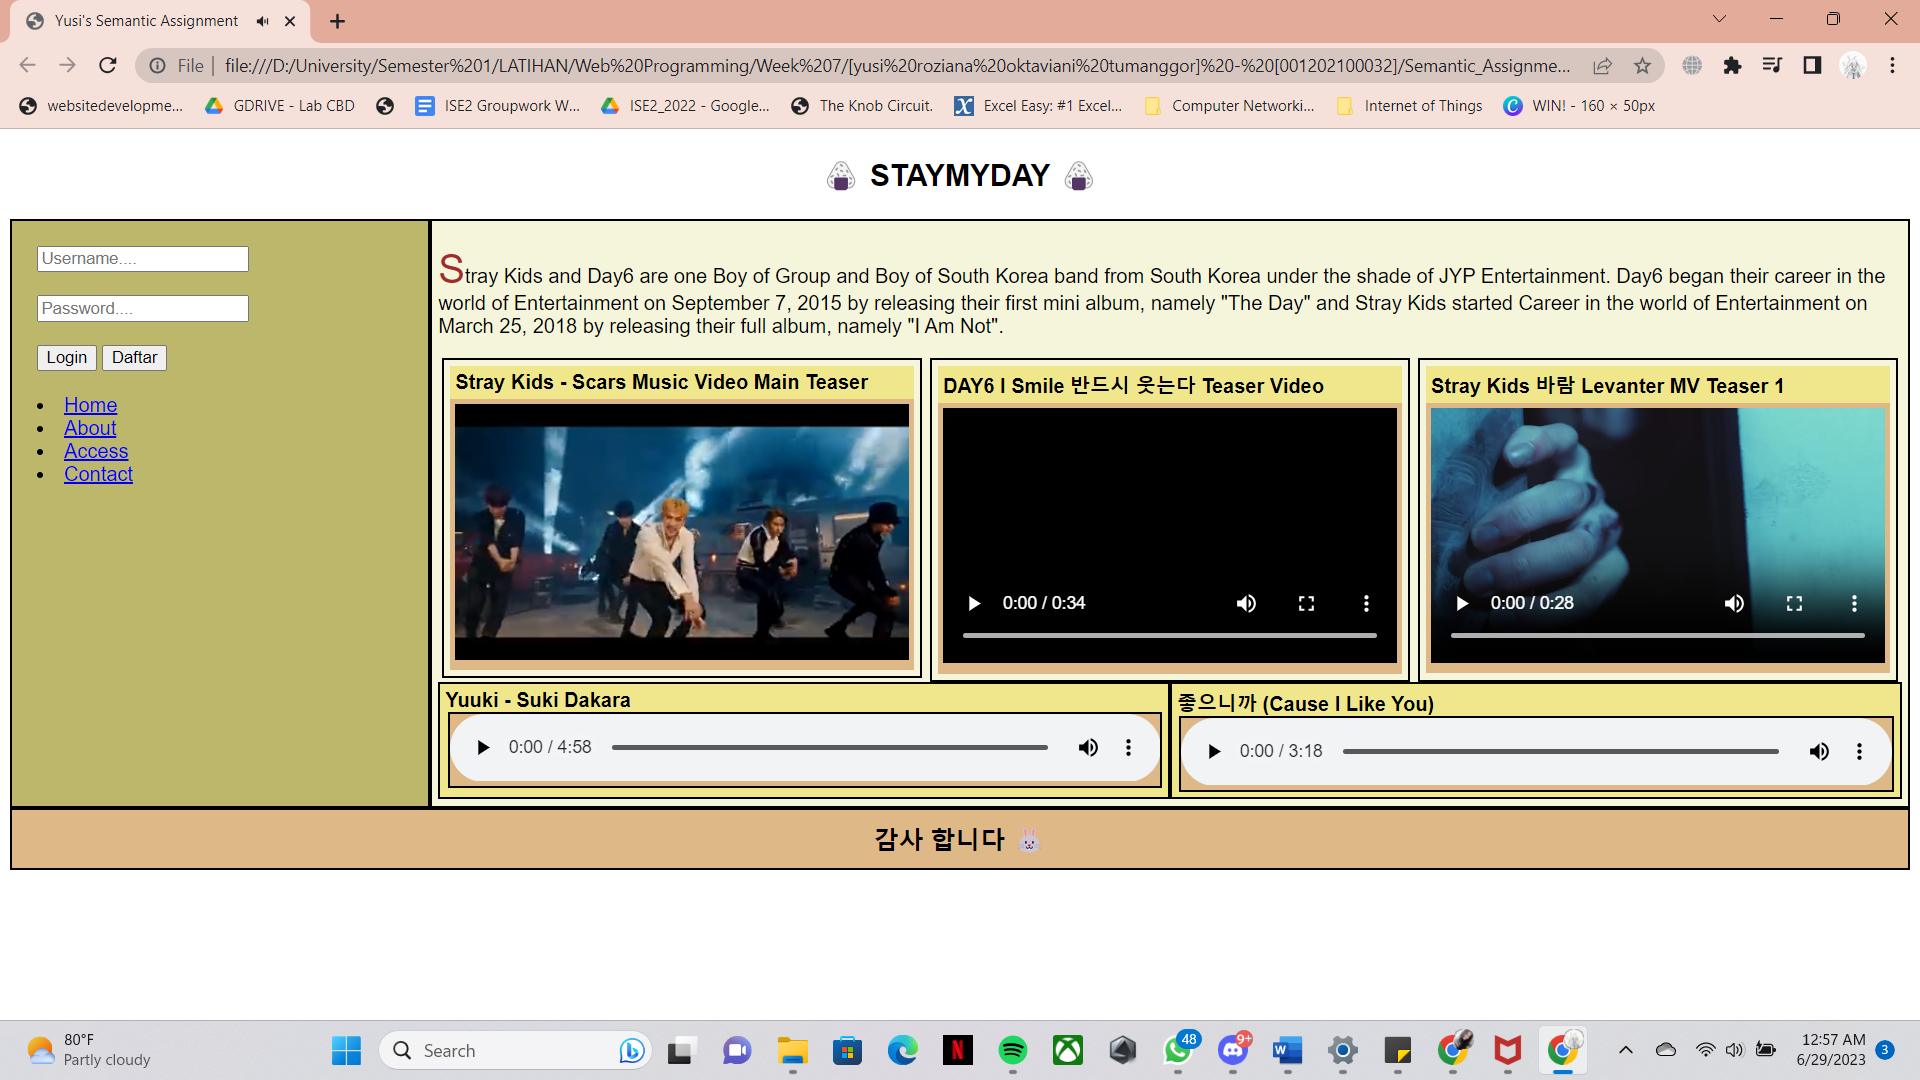 Yusi's Semantic Assignment
File | file:///D:/University/Semester%201/LATIHAN/Web%20Programming/Week%207/[yusi%20roziana%20oktaviani%20tumanggor]%20-%20[001202100032]/Semantic_Assignme...
websitedevelopme... GDRIVE - Lab CBD ISE2 Groupwork W... ISE2_2022 - Google... The Knob Circuit. Excel Easy: #1 Excel... Computer Networki... Internet of Things WIN! - 160 × 50px
🍙 STAYMYDAY 🍙
Username....
Password....
Login Daftar
Home
About
Access
Contact
Stray Kids and Day6 are one Boy of Group and Boy of South Korea band from South Korea under the shade of JYP Entertainment. Day6 began their career in the
world of Entertainment on September 7, 2015 by releasing their first mini album, namely "The Day" and Stray Kids started Career in the world of Entertainment on
March 25, 2018 by releasing their full album, namely "I Am Not".
Stray Kids - Scars Music Video Main Teaser
DAY6 I Smile 반드시 웃는다 Teaser Video
0:00 / 0:34
Stray Kids 바람 Levanter MV Teaser 1
0:00 / 0:28
Yuuki - Suki Dakara
0:00 / 4:58
좋으니까 (Cause I Like You)
0:00 / 3:18
감사 합니다 🐰
80°F
Partly cloudy
Search
48
9+
12:57 AM
6/29/2023
3